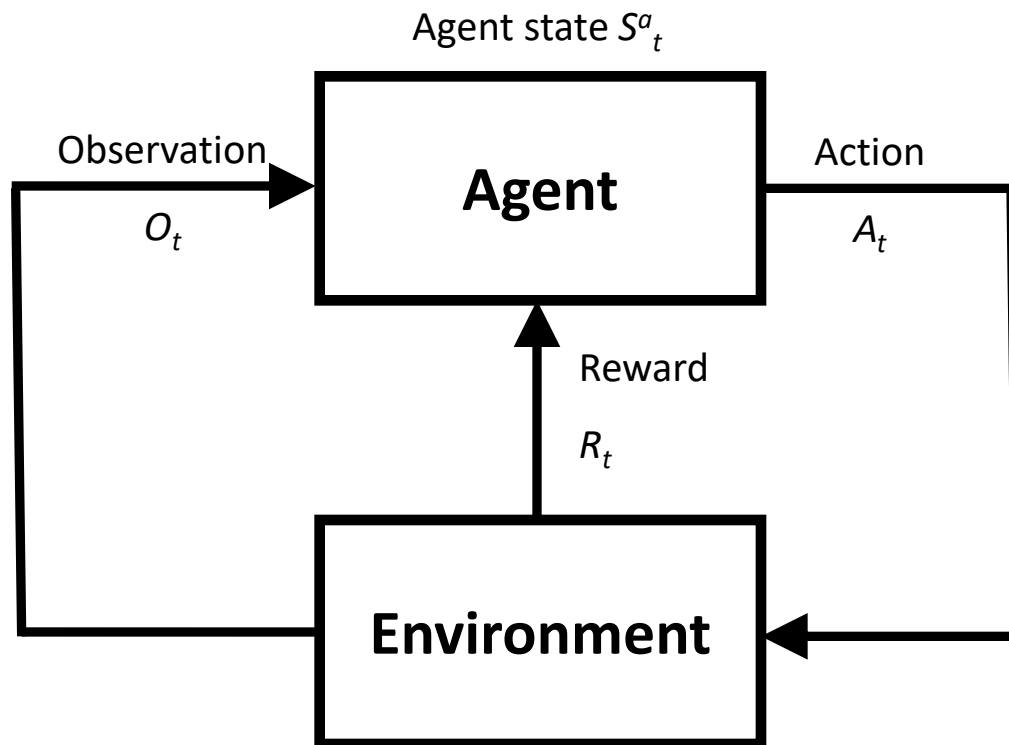 Agent state Sᵃₜ
Observation
Oₜ
Agent
Action
Aₜ
Reward
Rₜ
Environment